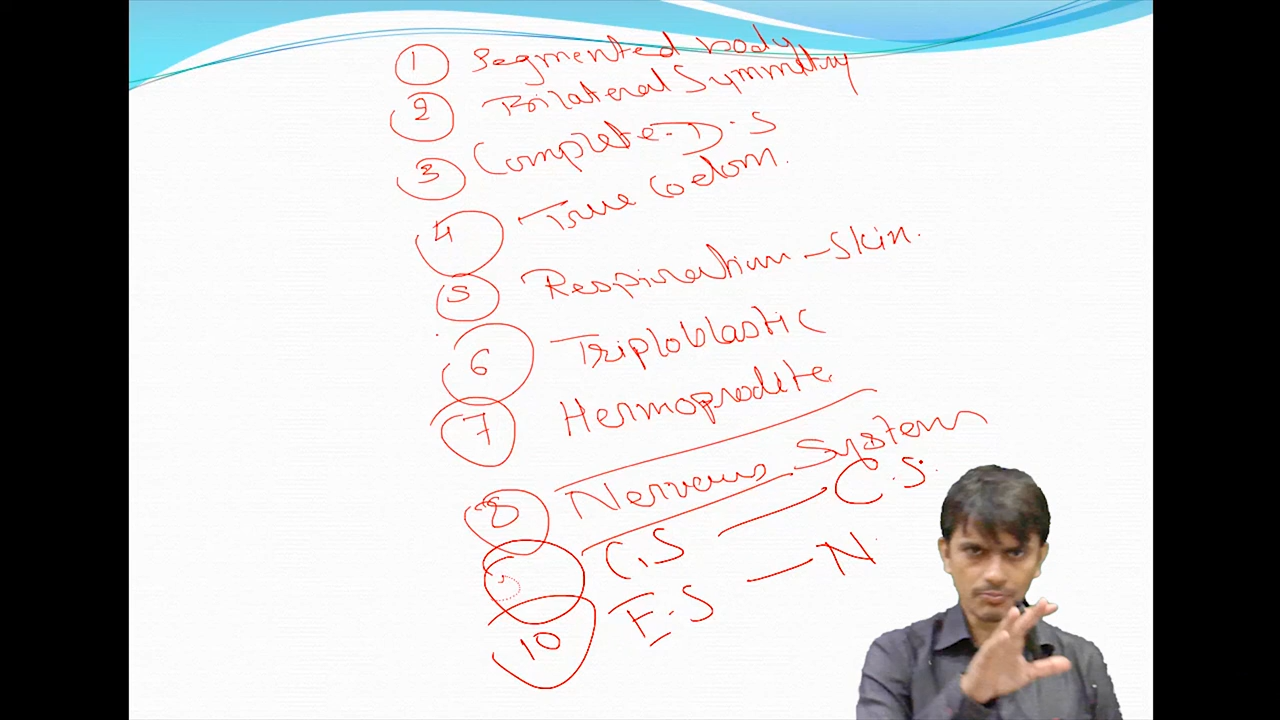 1 Segmented body
2 Bilateral Symmetry
3 Complete-D.S
4 True Coelom.
5 Respiration - Skin.
6 Triploblastic
7 Hermoprodite
8 Nervous System
9 C.S — C.S.
10 E.S — N